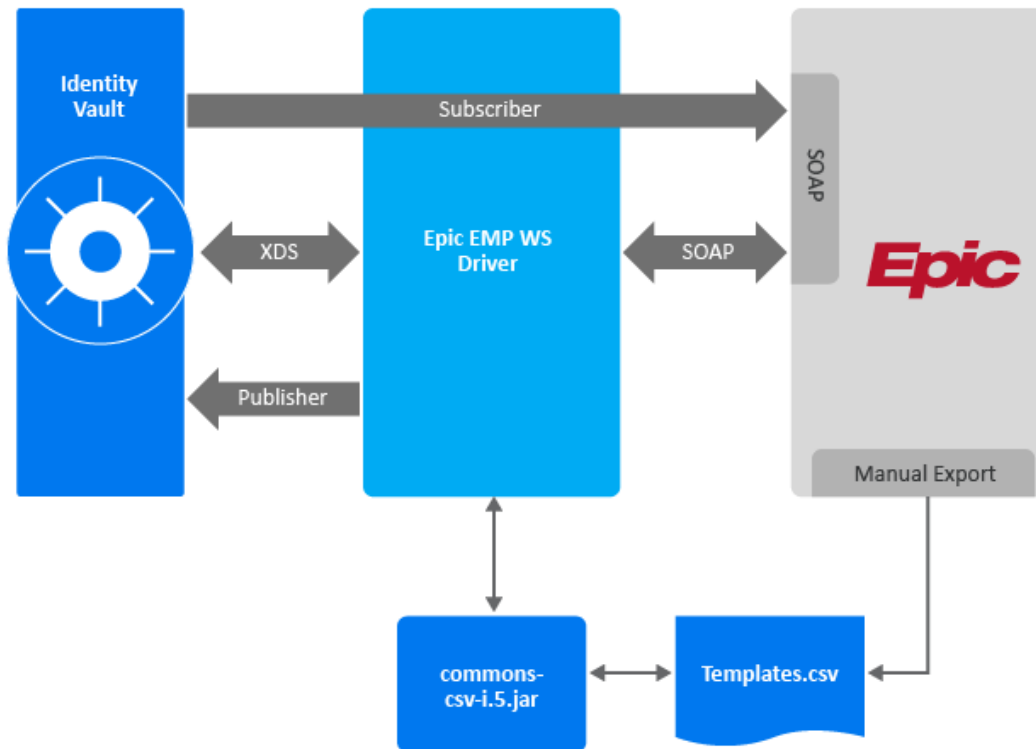 Identity
Vault
Subscriber
SOAP
XDS
Epic EMP WS
Driver
SOAP
Epic
Publisher
Manual Export
commons-
csv-i.5.jar
Templates.csv